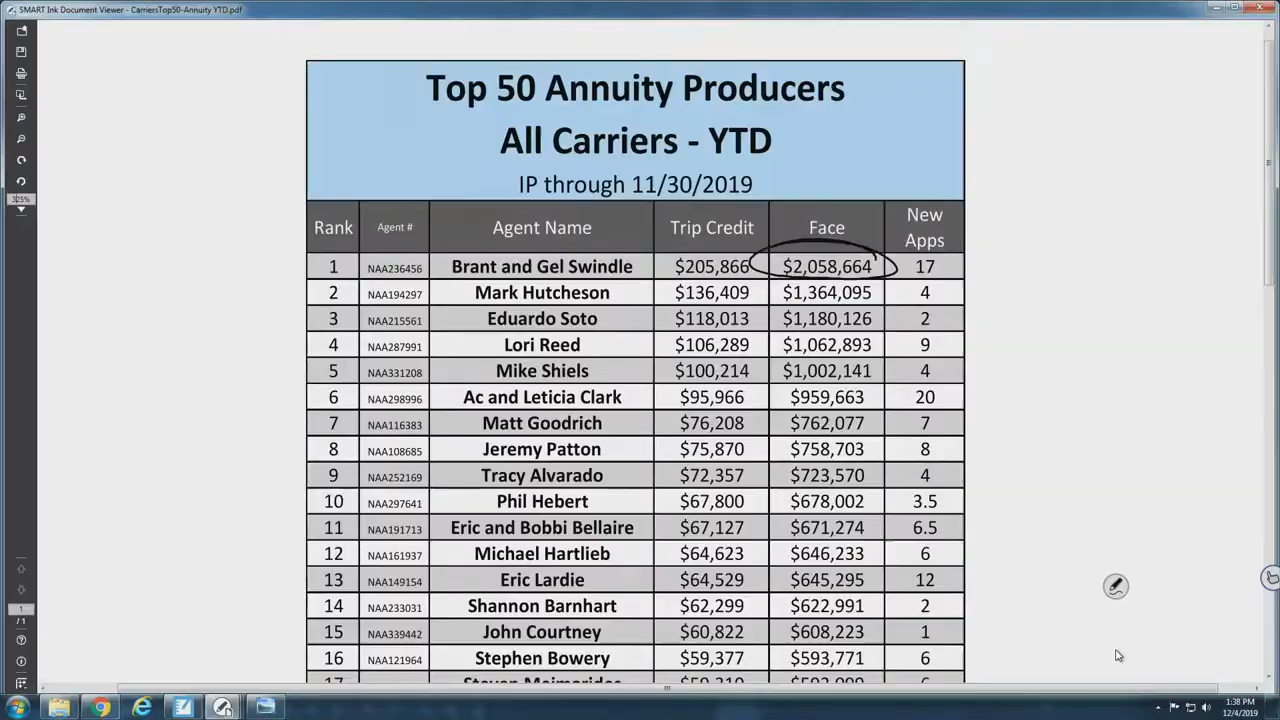 SMART Ink Document Viewer - CarriersTop50-Annuity YTD.pdf
Top 50 Annuity Producers
All Carriers - YTD
IP through 11/30/2019
Rank Agent # Agent Name Trip Credit Face New Apps
1 NAA236456 Brant and Gel Swindle $205,866 $2,058,664 17
2 NAA194297 Mark Hutcheson $136,409 $1,364,095 4
3 NAA215561 Eduardo Soto $118,013 $1,180,126 2
4 NAA287991 Lori Reed $106,289 $1,062,893 9
5 NAA331208 Mike Shiels $100,214 $1,002,141 4
6 NAA298996 Ac and Leticia Clark $95,966 $959,663 20
7 NAA116383 Matt Goodrich $76,208 $762,077 7
8 NAA108685 Jeremy Patton $75,870 $758,703 8
9 NAA252169 Tracy Alvarado $72,357 $723,570 4
10 NAA297641 Phil Hebert $67,800 $678,002 3.5
11 NAA191713 Eric and Bobbi Bellaire $67,127 $671,274 6.5
12 NAA161937 Michael Hartlieb $64,623 $646,233 6
13 NAA149154 Eric Lardie $64,529 $645,295 12
14 NAA233031 Shannon Barnhart $62,299 $622,991 2
15 NAA339442 John Courtney $60,822 $608,223 1
16 NAA121964 Stephen Bowery $59,377 $593,771 6
325%
1
/ 1
1:38 PM
12/4/2019